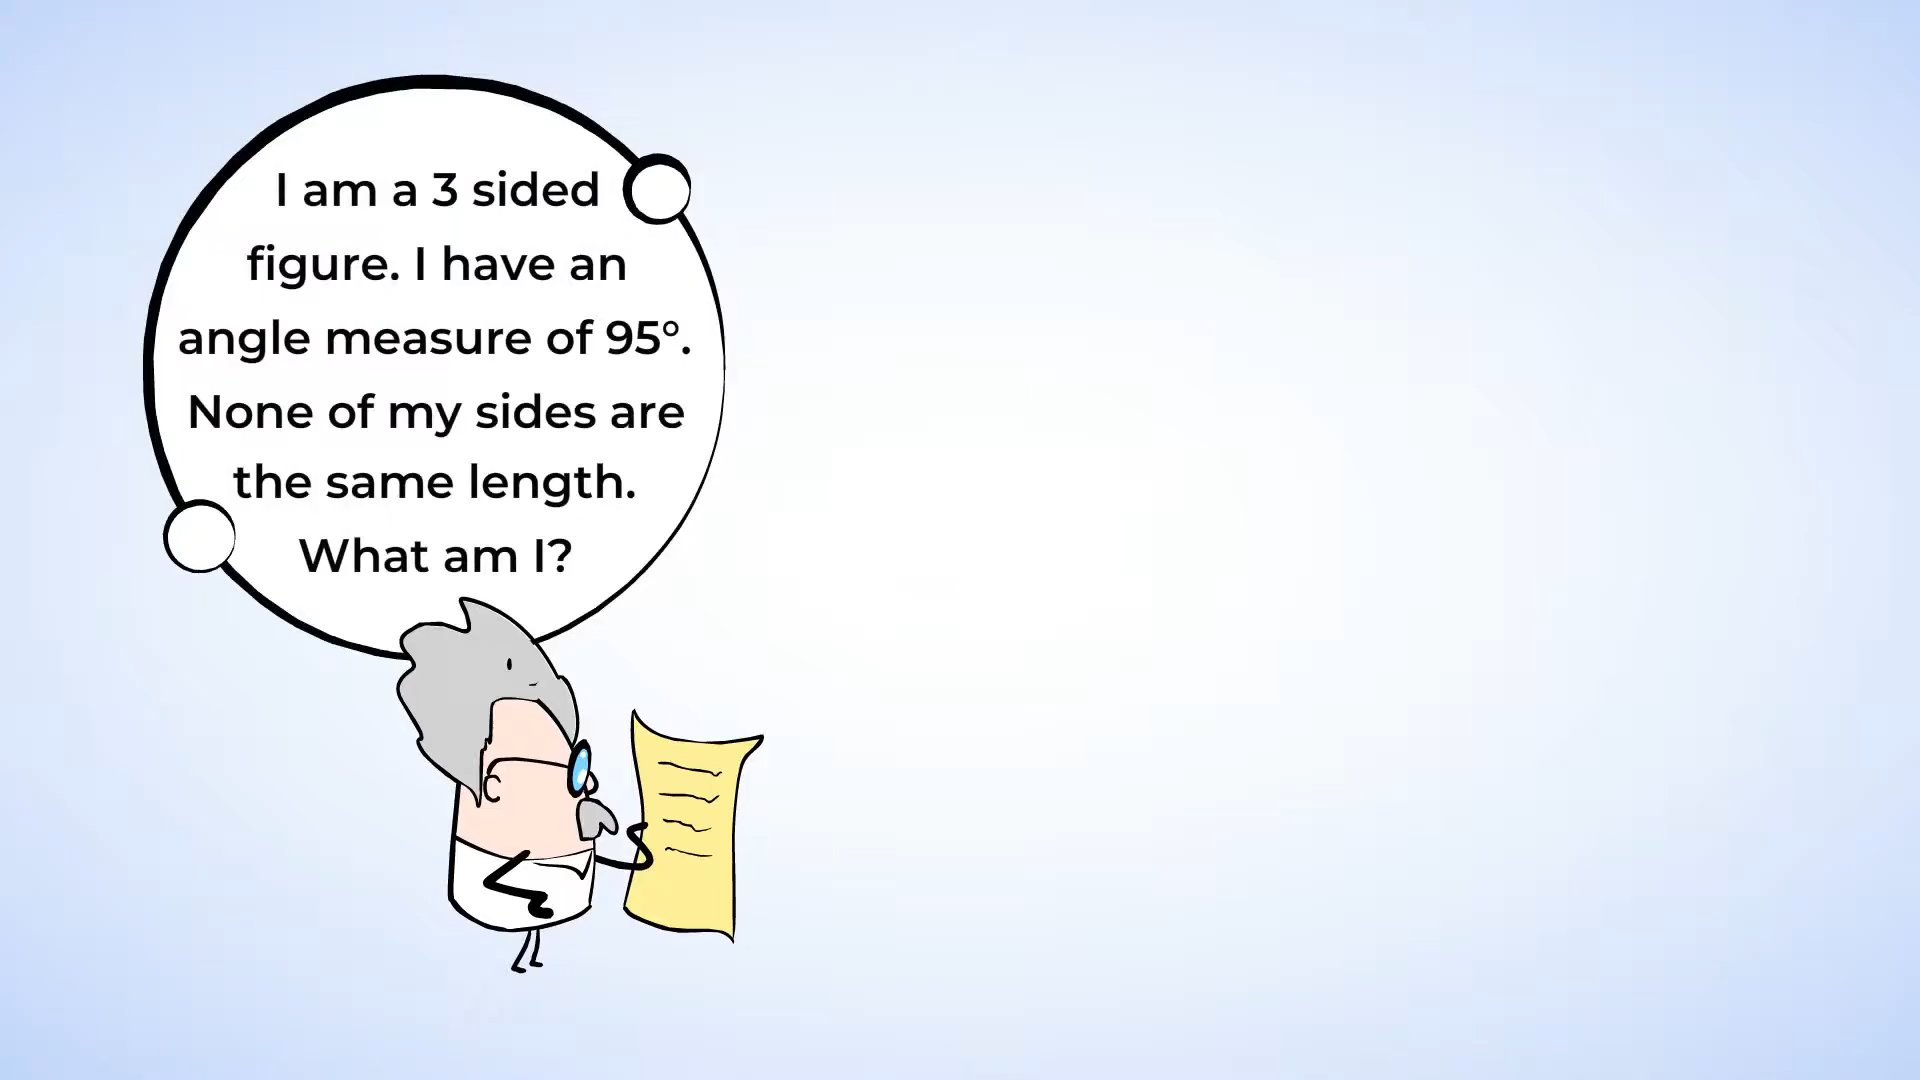 I am a 3 sided
figure. I have an
angle measure of 95°.
None of my sides are
the same length.
What am I?